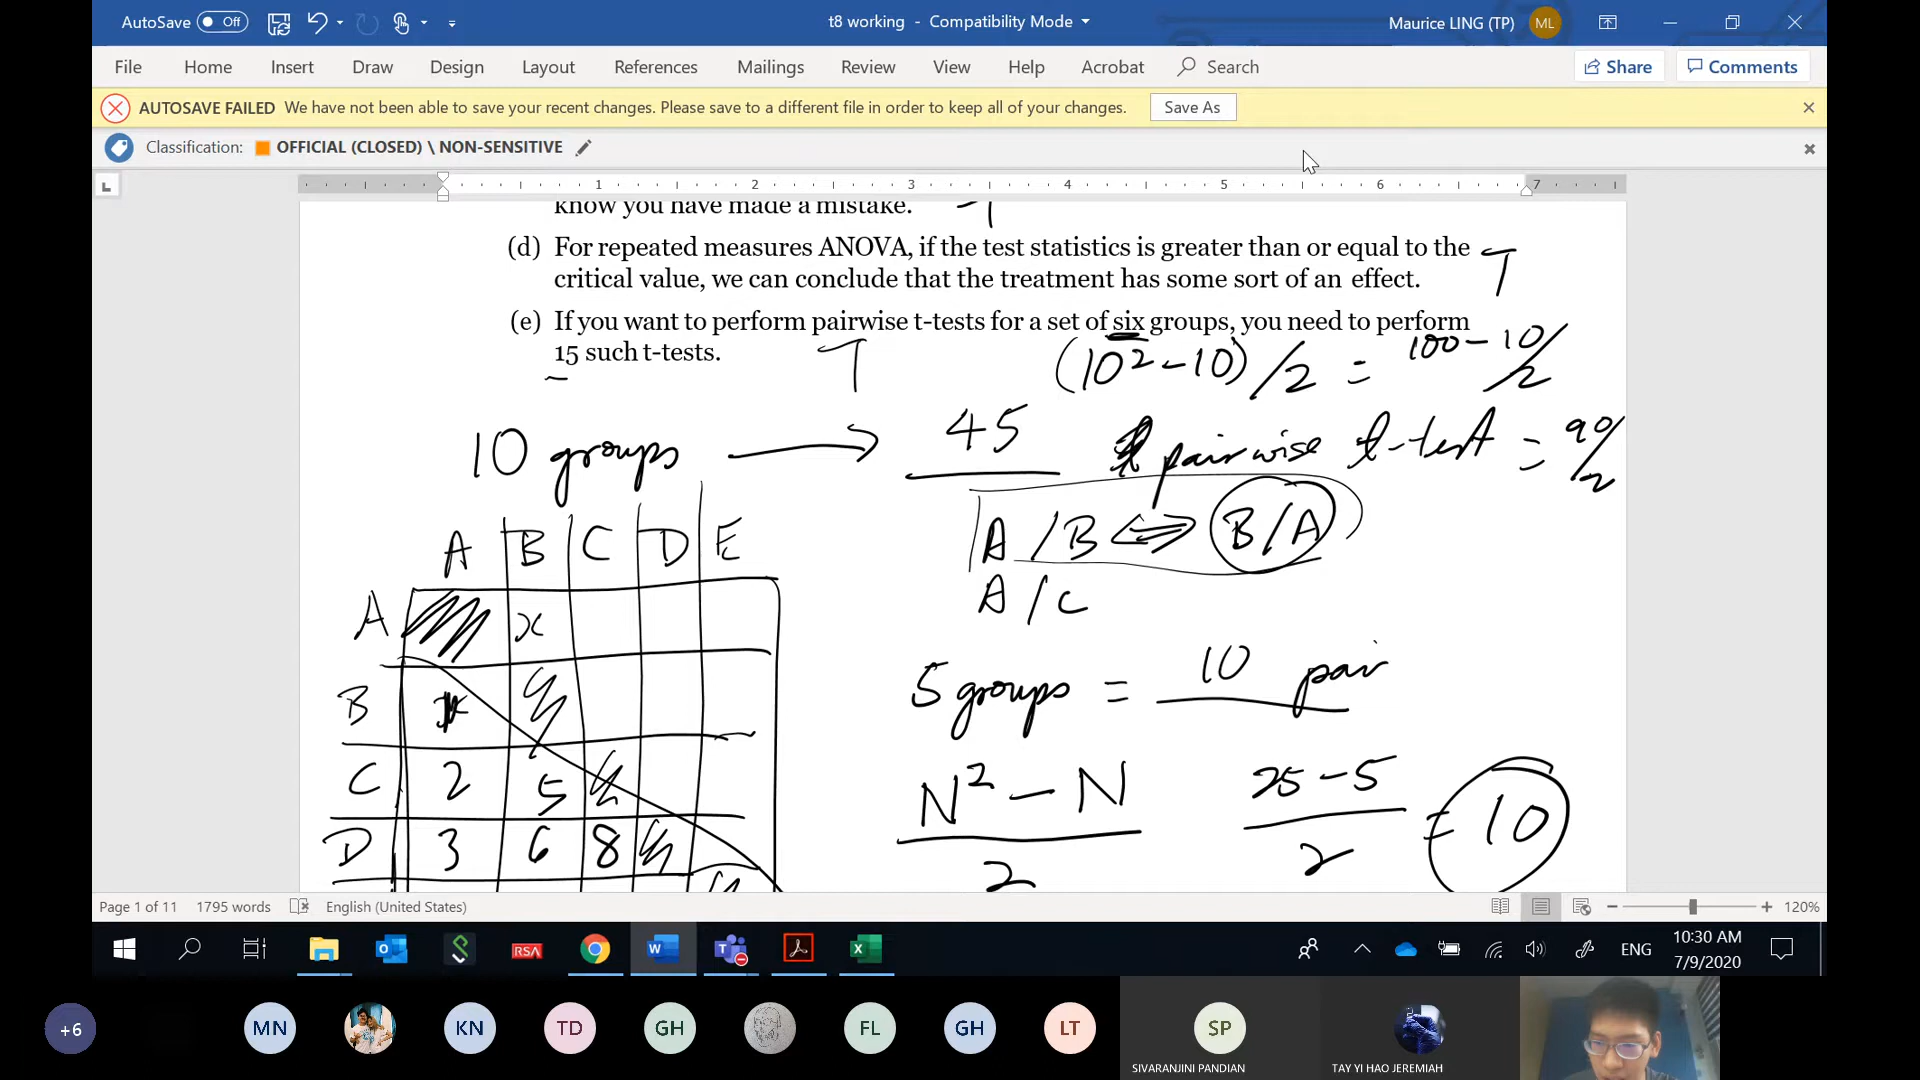 AutoSave Off t8 working - Compatibility Mode Maurice LING (TP) ML
File Home Insert Draw Design Layout References Mailings Review View Help Acrobat Search Share Comments
AUTOSAVE FAILED We have not been able to save your recent changes. Please save to a different file in order to keep all of your changes. Save As
Classification: OFFICIAL (CLOSED) \ NON-SENSITIVE
1 2 3 4 5 6 7
know you have made a mistake.
(d) For repeated measures ANOVA, if the test statistics is greater than or equal to the T
critical value, we can conclude that the treatment has some sort of an effect.
(e) If you want to perform pairwise t-tests for a set of six groups, you need to perform
15 such t-tests. T (10² - 10)/2 = 100 - 10/2
10 groups → 45 pairwise t-test = 90/2
A/B ⇔ B/A
A/C
A B C D E
A x
B
C 2 5
D 3 6 8
5 groups = 10 pair
N² - N
2
25 - 5
2
= 10
Page 1 of 11 1795 words English (United States) 120%
RSA ENG 10:30 AM
7/9/2020
+6 MN KN TD GH FL GH LT SP
SIVARANJINI PANDIAN TAY YI HAO JEREMIAH